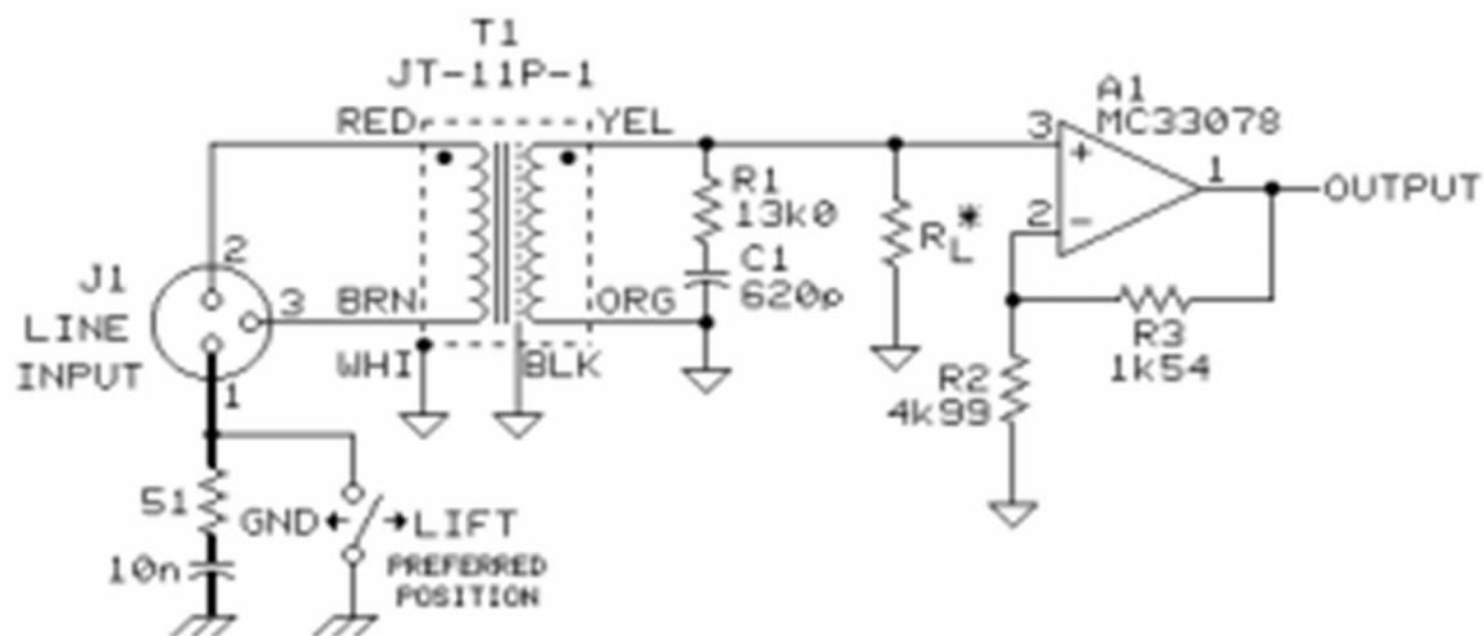 T1
JT-11P-1
RED
YEL
A1
MC33078
3
+
1
OUTPUT
R1
13k0
2
-
RL*
2
J1
LINE
INPUT
3
BRN
ORG
C1
620p
WHI
BLK
R3
1k54
R2
4k99
1
51
GND
LIFT
10n
PREFERRED
POSITION